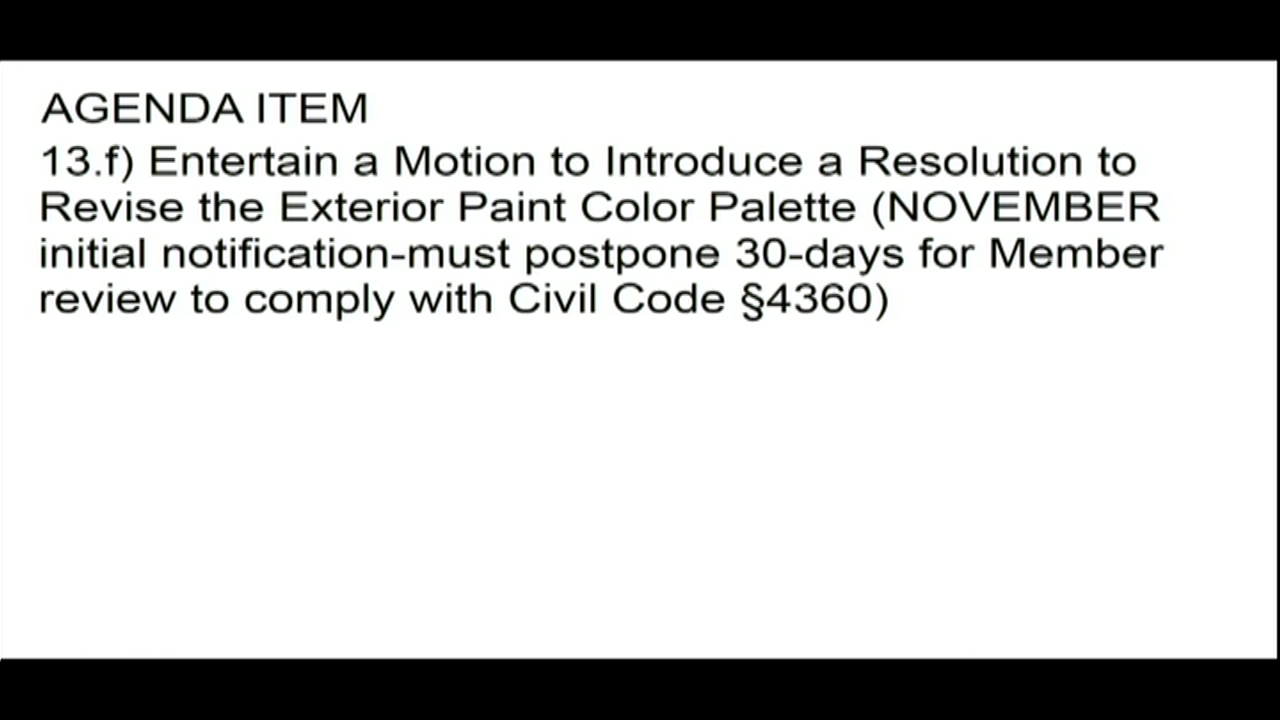 AGENDA ITEM
13.f) Entertain a Motion to Introduce a Resolution to
Revise the Exterior Paint Color Palette (NOVEMBER
initial notification-must postpone 30-days for Member
review to comply with Civil Code §4360)